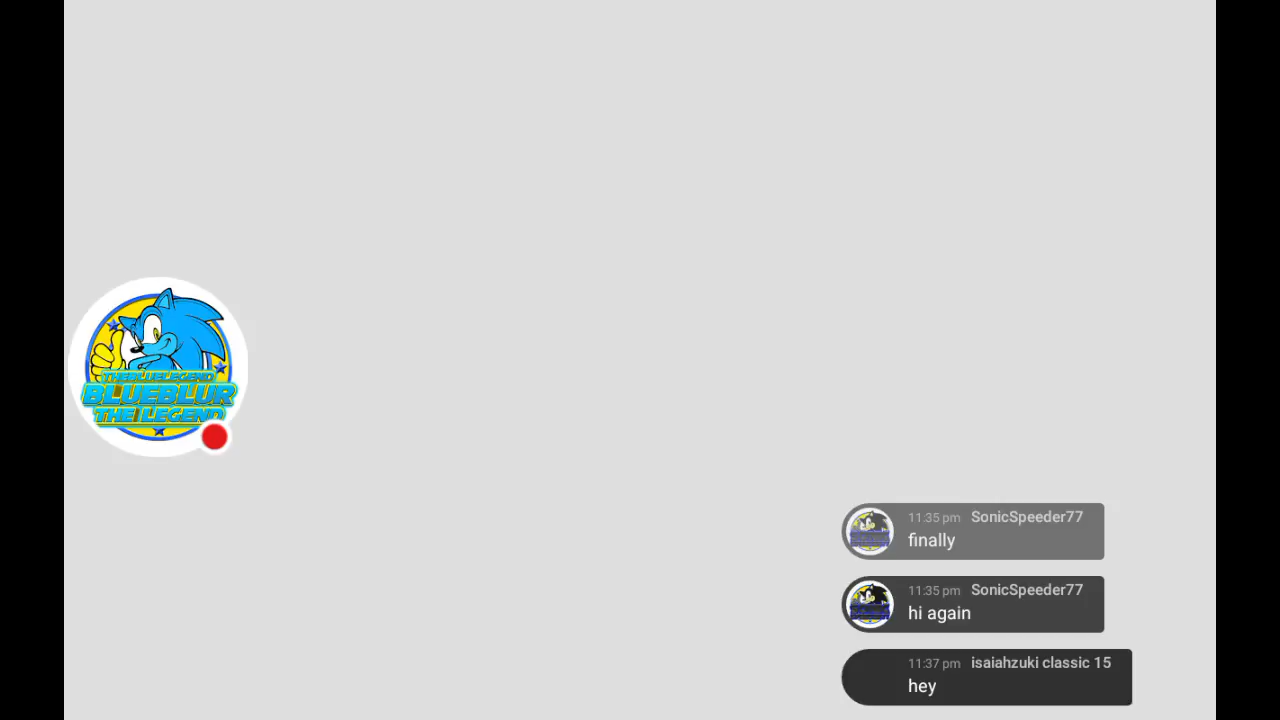 THEBLUELEGEND
BLUEBLUR
THE LEGEND
11:35 pm SonicSpeeder77
finally
11:35 pm SonicSpeeder77
hi again
11:37 pm isaiahzuki classic 15
hey